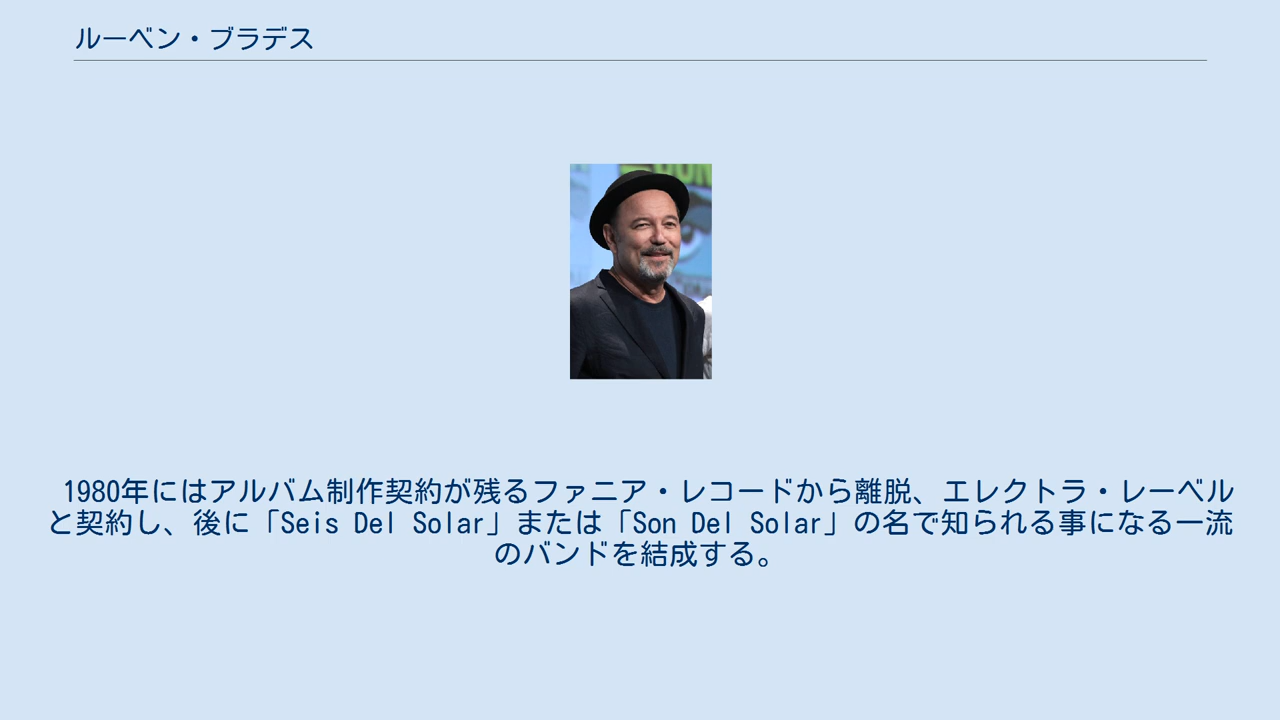 ルーベン・ブラデス
1980年にはアルバム制作契約が残るファニア・レコードから離脱、エレクトラ・レーベル
と契約し、後に「Seis Del Solar」または「Son Del Solar」の名で知られる事になる一流
のバンドを結成する。